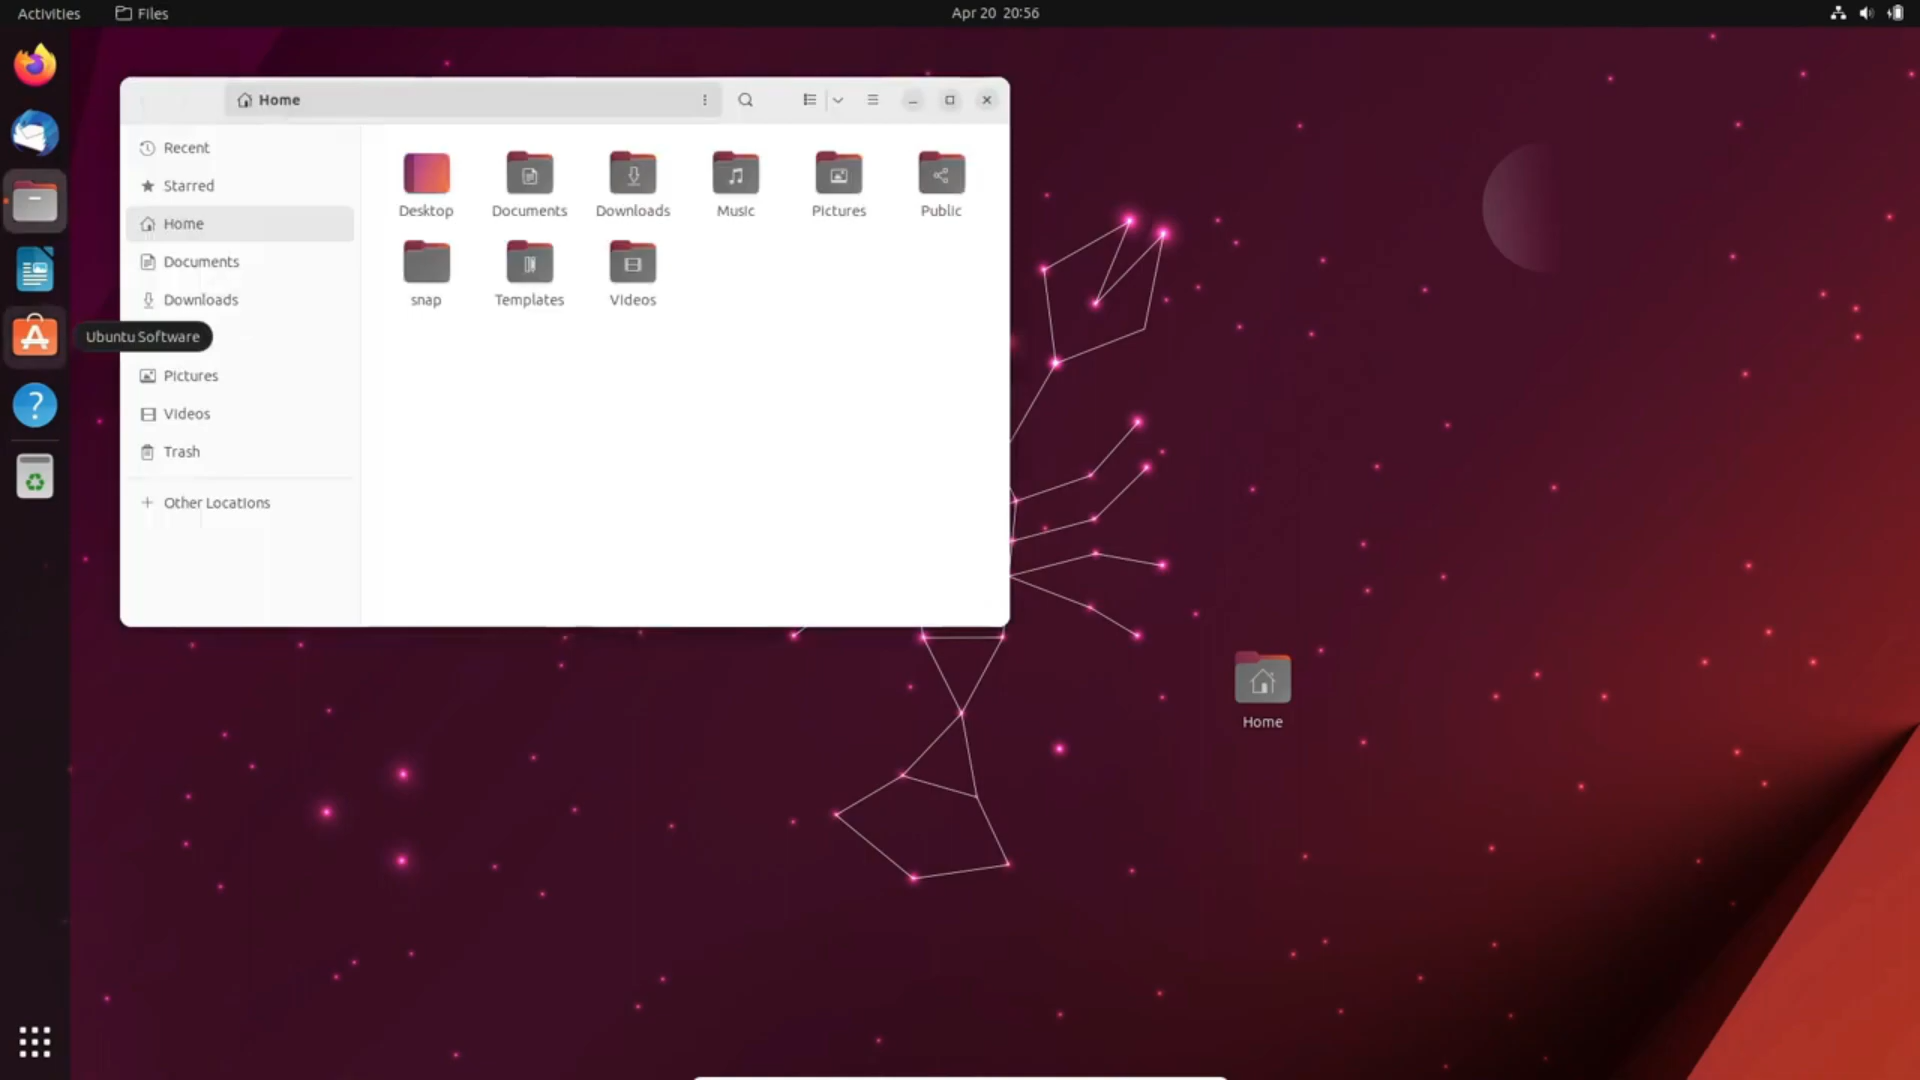 Activities
Files
Apr 20 20:56
Home
Recent
Starred
Home
Documents
Downloads
Ubuntu Software
Pictures
Videos
Trash
Other Locations
Desktop
Documents
Downloads
Music
Pictures
Public
snap
Templates
Videos
Home